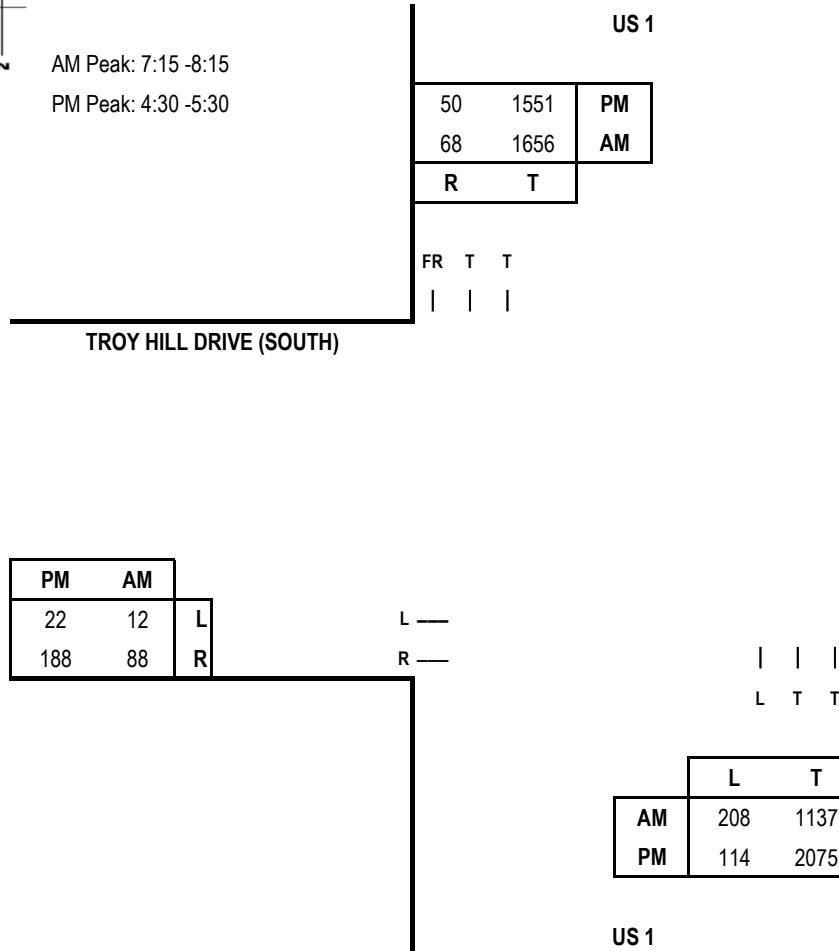 US 1
AM Peak: 7:15 -8:15
PM Peak: 4:30 -5:30
50 1551 PM
68 1656 AM
R T
FR T T
TROY HILL DRIVE (SOUTH)
PM AM
22 12 L
188 88 R
L
R
L T T
L T
AM 208 1137
PM 114 2075
US 1